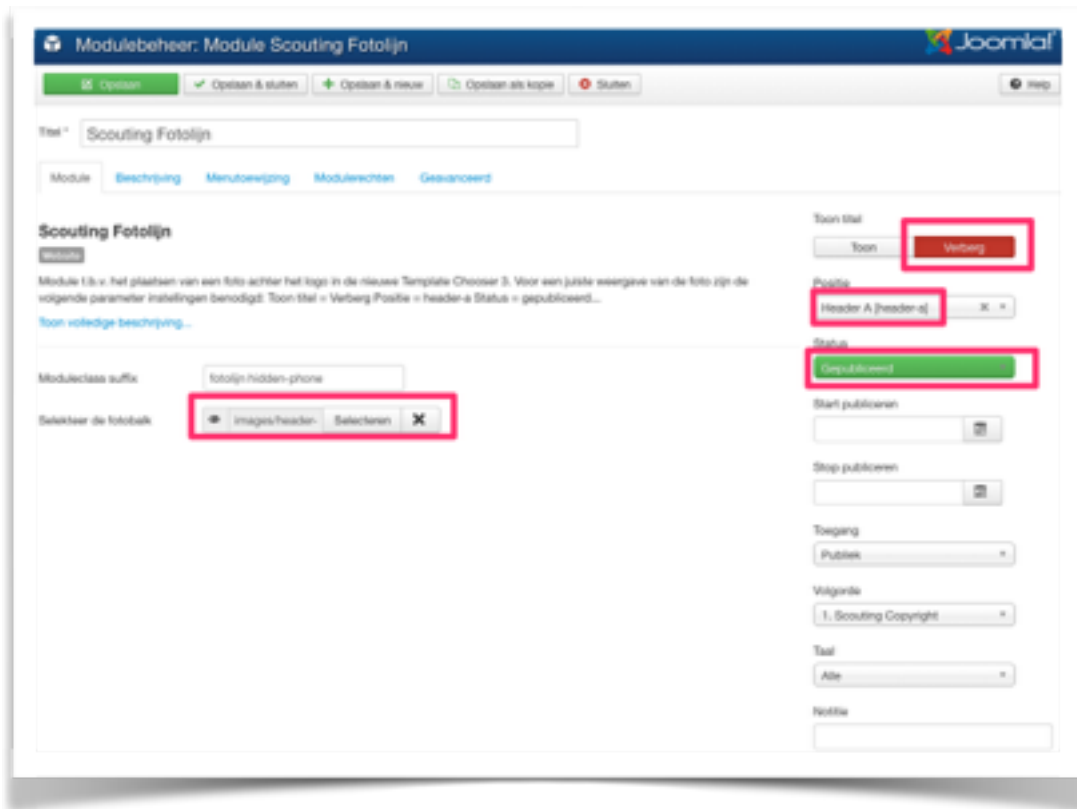 Modulebeheer: Module Scouting Fotolijn
Joomla!
Opslaan
Opslaan & sluiten
Opslaan & nieuw
Opslaan als kopie
Sluiten
Help
Titel *
Scouting Fotolijn
Module
Beschrijving
Menutoewijzing
Modulerechten
Geavanceerd
Scouting Fotolijn
Website
Module t.b.v. het plaatsen van een foto achter het logo in de nieuwe Template Chooser 3. Voor een juiste weergave van de foto zijn de
volgende parameter instellingen benodigd: Toon titel = Verberg Positie = header-a Status = gepubliceerd...
Toon volledige beschrijving...
Moduleclass suffix
fotolijn hidden-phone
Selekteer de fotobalk
images/header-
Selecteren
Toon titel
Toon
Verberg
Positie
Header A [header-a]
Status
Gepubliceerd
Start publiceren
Stop publiceren
Toegang
Publiek
Volgorde
1. Scouting Copyright
Taal
Alle
Notitie